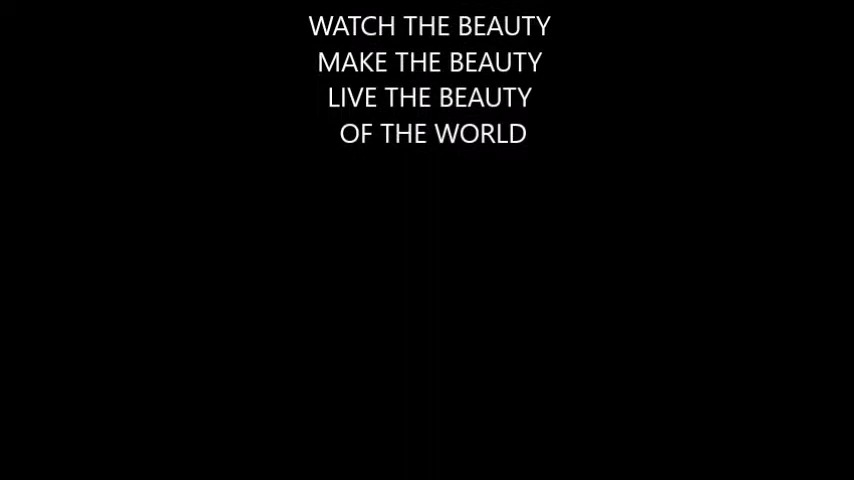 WATCH THE BEAUTY
MAKE THE BEAUTY
LIVE THE BEAUTY
OF THE WORLD